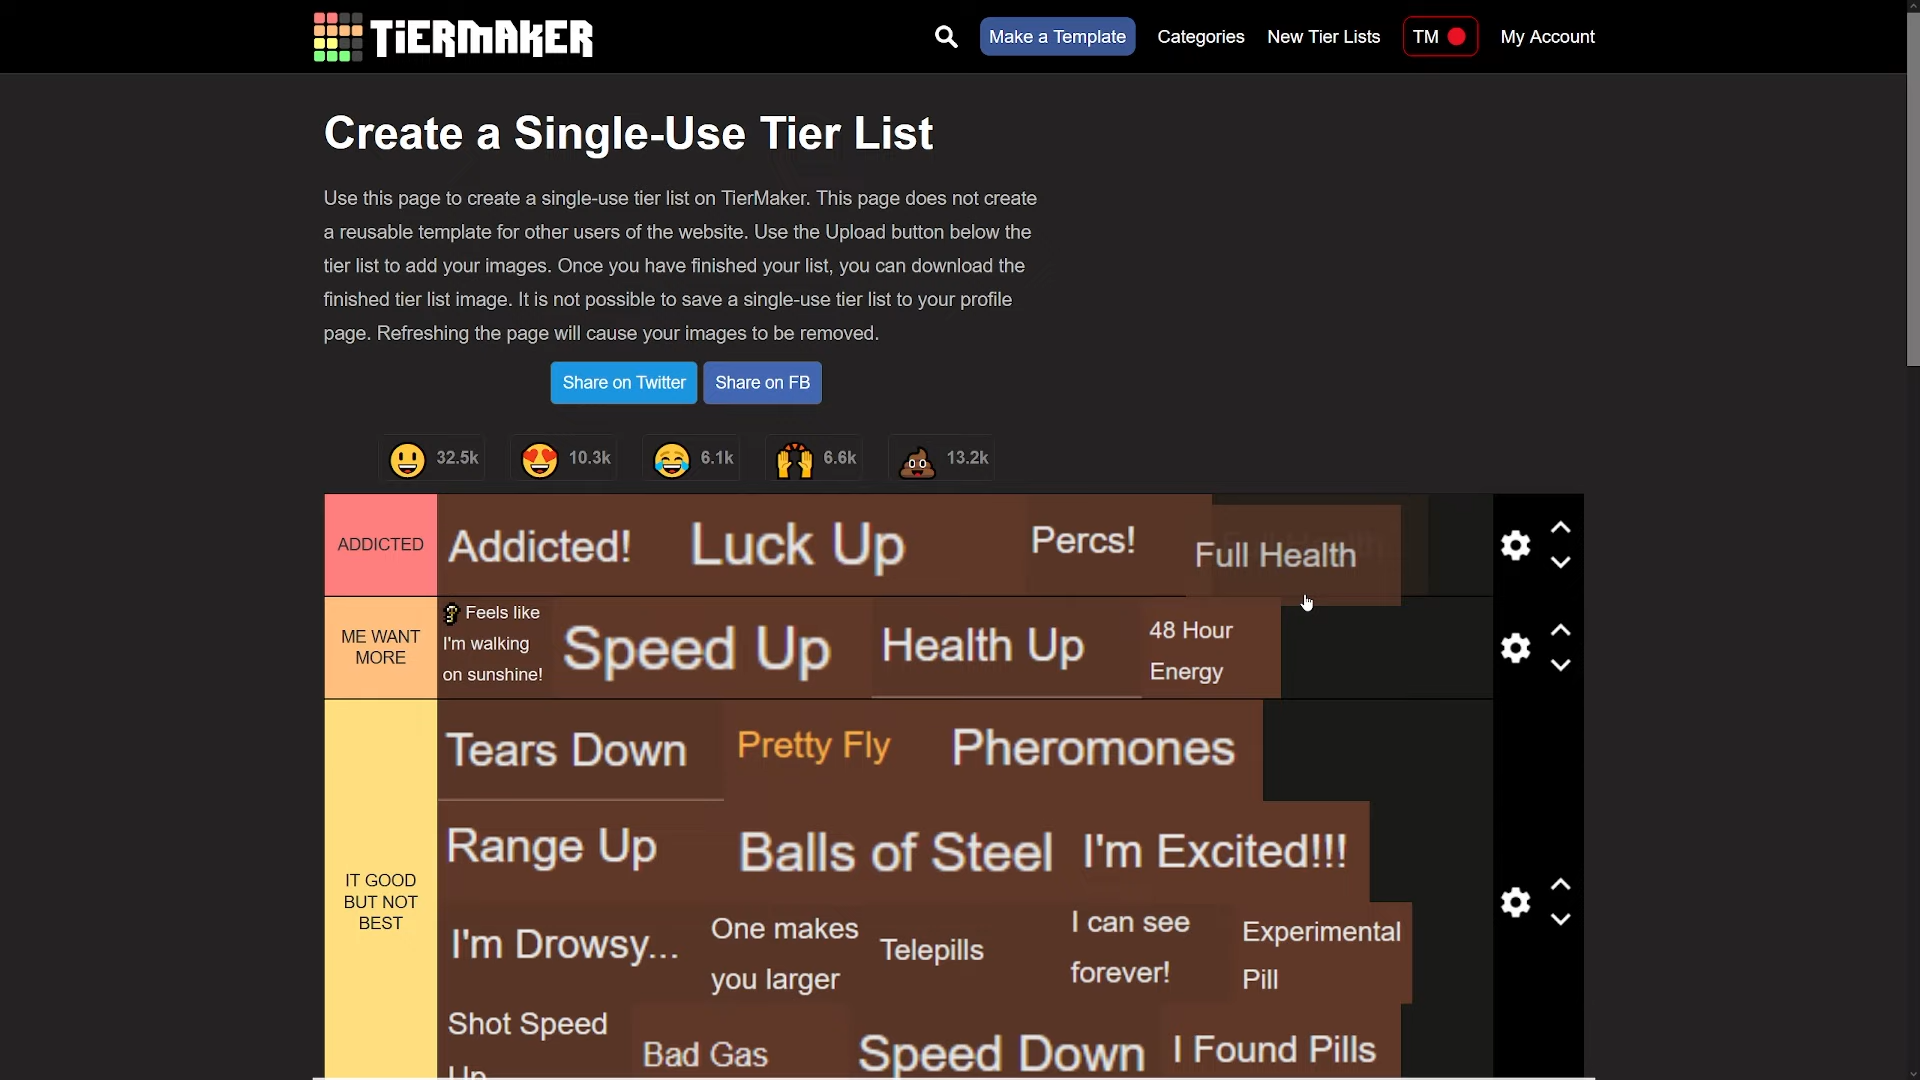 TiERMAKER
Make a Template
Categories
New Tier Lists
TM
My Account
Create a Single-Use Tier List
Use this page to create a single-use tier list on TierMaker. This page does not create
a reusable template for other users of the website. Use the Upload button below the
tier list to add your images. Once you have finished your list, you can download the
finished tier list image. It is not possible to save a single-use tier list to your profile
page. Refreshing the page will cause your images to be removed.
Share on Twitter
Share on FB
32.5k
10.3k
6.1k
6.6k
13.2k
ADDICTED
Addicted!
Luck Up
Percs!
Full Health
ME WANT
MORE
Feels like
I'm walking
on sunshine!
Speed Up
Health Up
48 Hour
Energy
IT GOOD
BUT NOT
BEST
Tears Down
Pretty Fly
Pheromones
Range Up
Balls of Steel
I'm Excited!!!
I'm Drowsy...
One makes
you larger
Telepills
I can see
forever!
Experimental
Pill
Shot Speed
Up
Bad Gas
Speed Down
I Found Pills